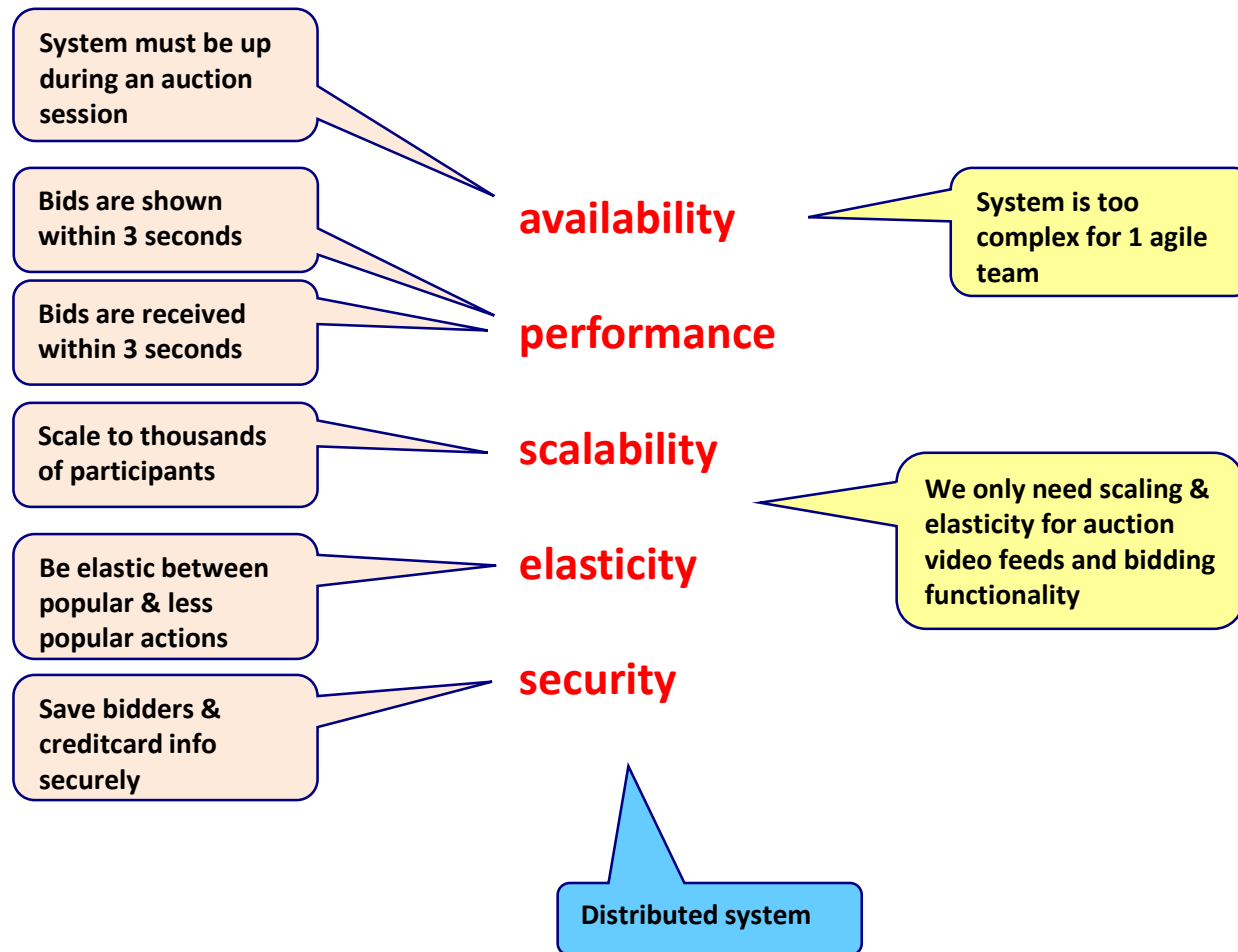 System must be up
during an auction
session
Bids are shown
within 3 seconds
Bids are received
within 3 seconds
Scale to thousands
of participants
Be elastic between
popular & less
popular actions
Save bidders &
creditcard info
securely
availability
performance
scalability
elasticity
security
System is too
complex for 1 agile
team
We only need scaling &
elasticity for auction
video feeds and bidding
functionality
Distributed system